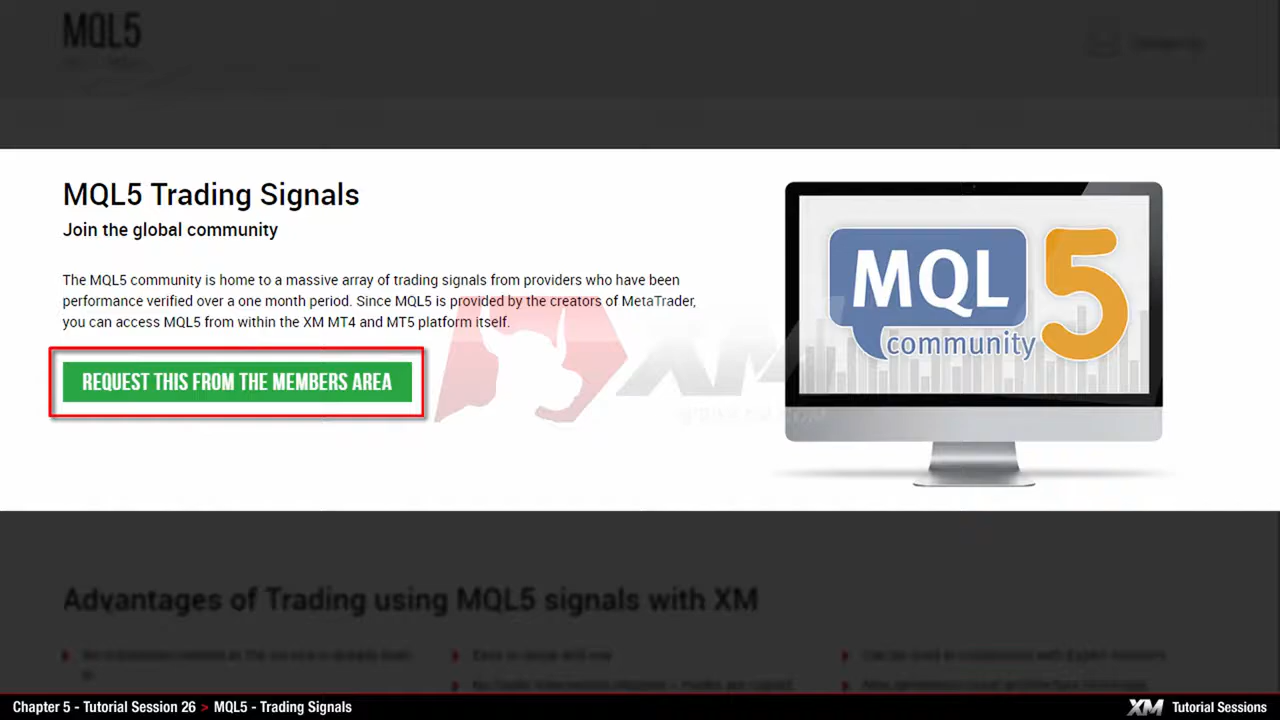 MQL5
MQL5 Trading Signals
Join the global community
The MQL5 community is home to a massive array of trading signals from providers who have been
performance verified over a one month period. Since MQL5 is provided by the creators of MetaTrader,
you can access MQL5 from within the XM MT4 and MT5 platform itself.
REQUEST THIS FROM THE MEMBERS AREA
XM
MQL5
community
Advantages of Trading using MQL5 signals with XM
Chapter 5 - Tutorial Session 26 > MQL5 - Trading Signals
XM Tutorial Sessions